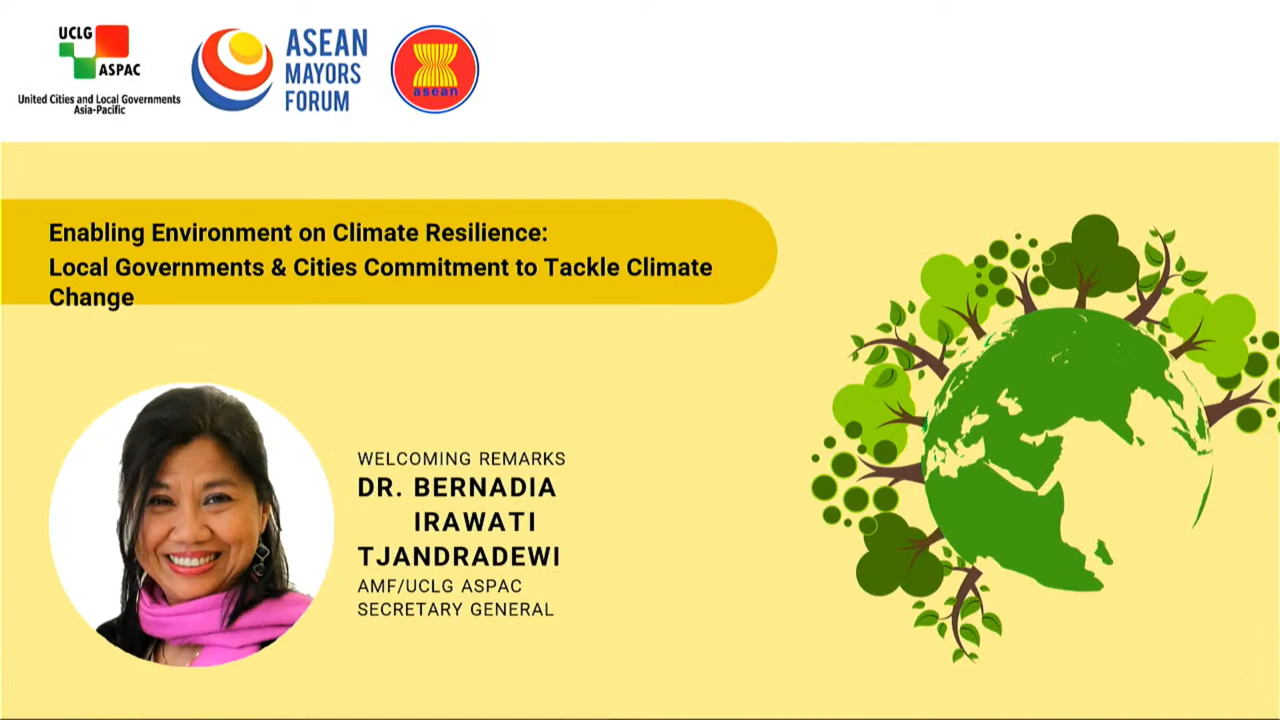 UCLG
ASPAC
United Cities and Local Governments
Asia-Pacific
ASEAN
MAYORS
FORUM
asean
Enabling Environment on Climate Resilience:
Local Governments & Cities Commitment to Tackle Climate
Change
WELCOMING REMARKS
DR. BERNADIA
IRAWATI
TJANDRADEWI
AMF/UCLG ASPAC
SECRETARY GENERAL